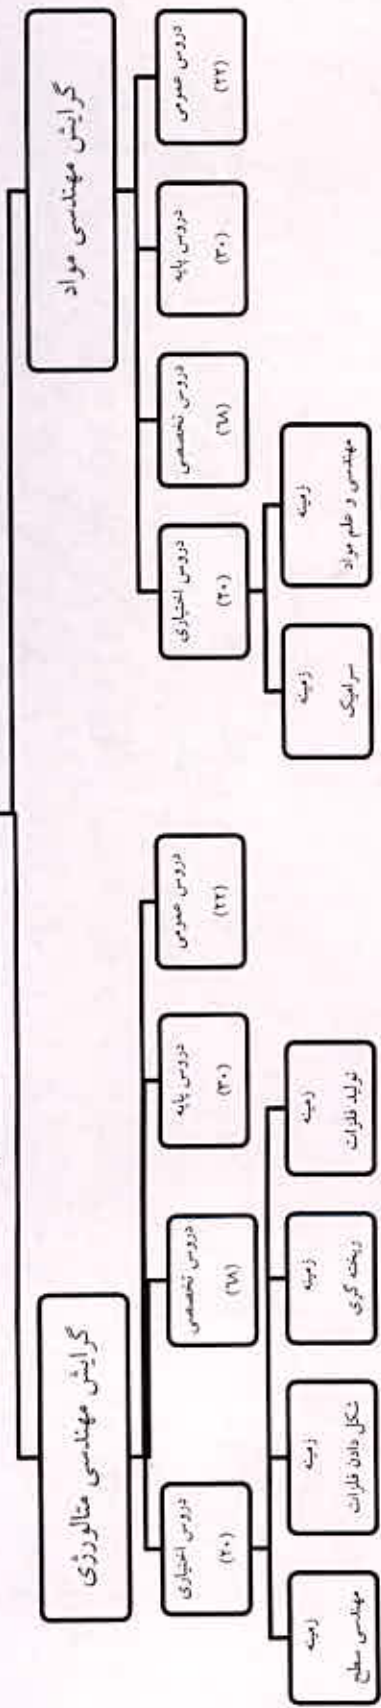 گرایش مهندسی مواد
دروس عمومی
(۲۲)
دروس پایه
(۳۰)
دروس تخصصی
(۶۸)
دروس اختیاری
(۲۰)
زمینه
مهندسی و علم مواد
زمینه
سرامیک
گرایش مهندسی متالورژی
دروس عمومی
(۲۲)
دروس پایه
(۳۰)
دروس تخصصی
(۶۸)
دروس اختیاری
(۲۰)
زمینه
تولید فلزات
زمینه
ریخته گری
زمینه
شکل دادن فلزات
زمینه
مهندسی سطح